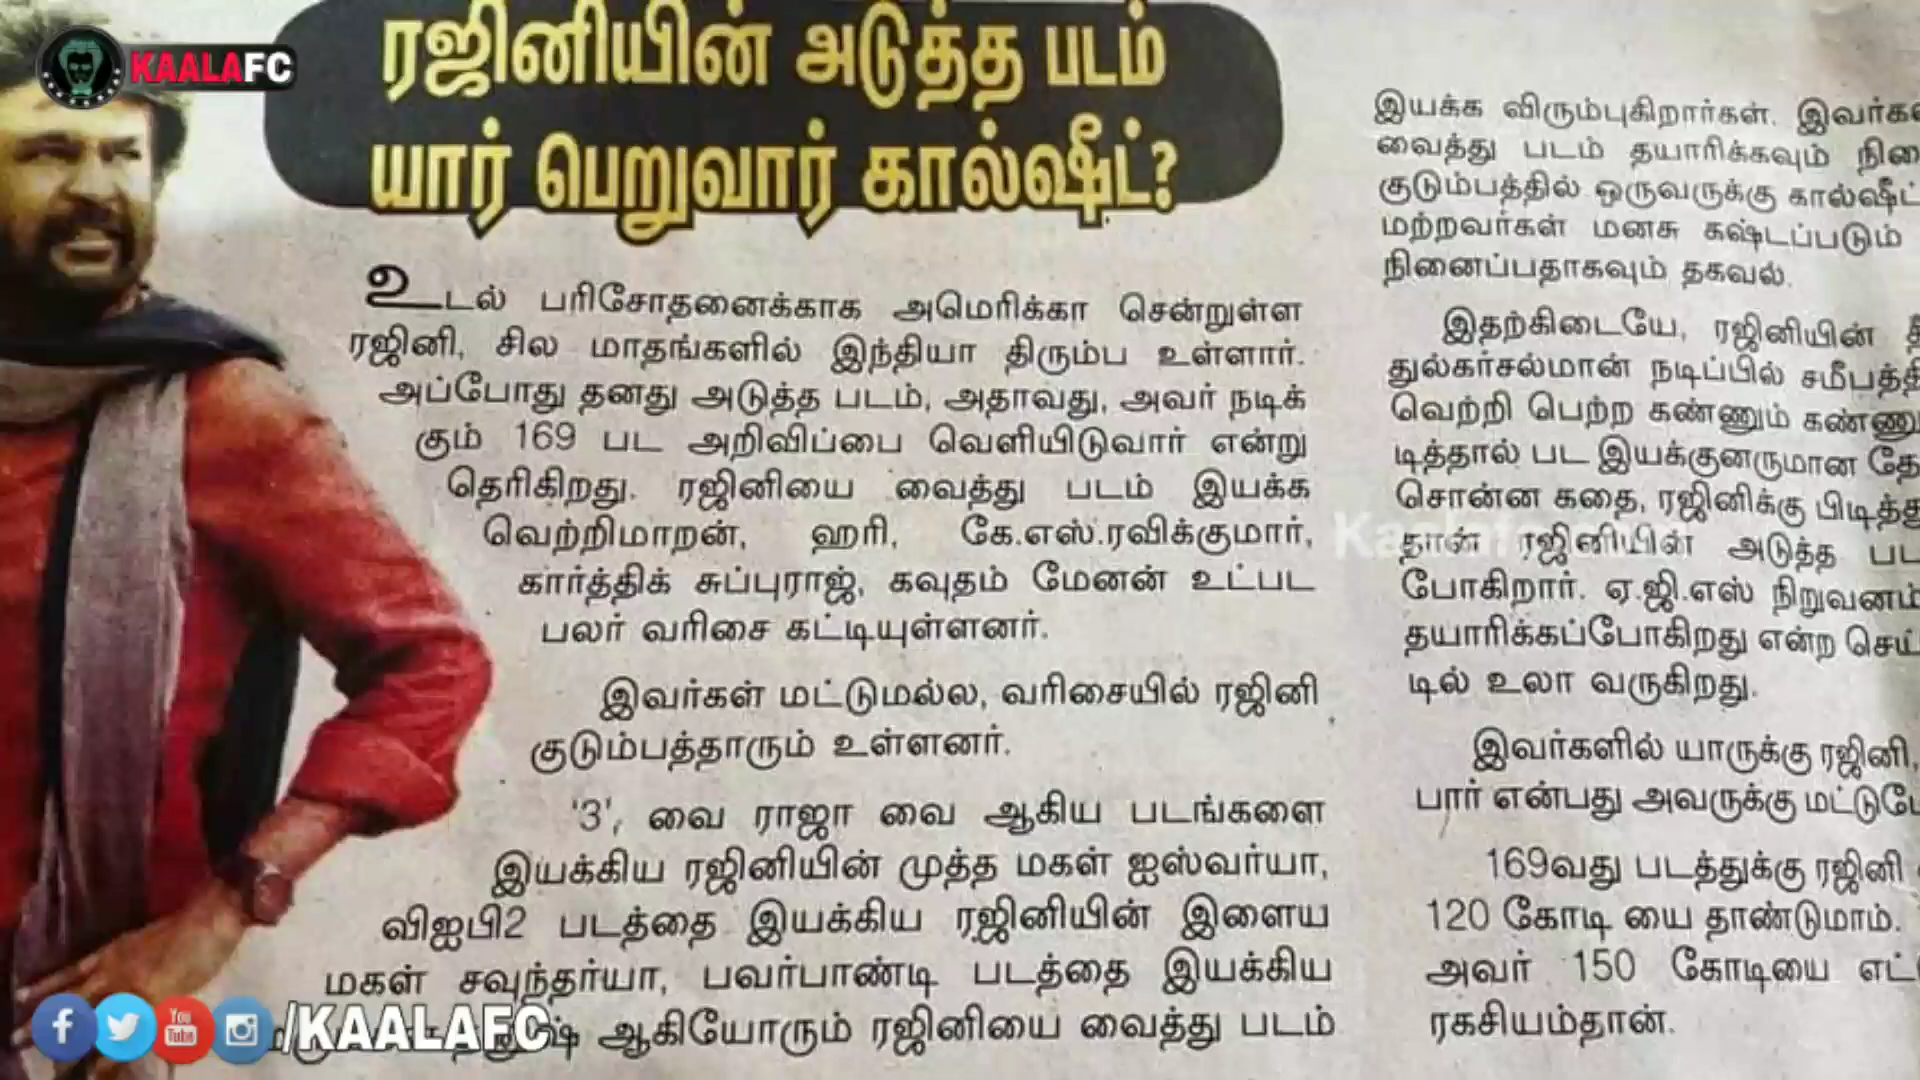 KAALAFC
ரஜினியின் அடுத்த படம்
யார் பெறுவார் கால்ஷீட்?
உடல் பரிசோதனைக்காக அமெரிக்கா சென்றுள்ள
ரஜினி, சில மாதங்களில் இந்தியா திரும்ப உள்ளார்.
அப்போது தனது அடுத்த படம், அதாவது, அவர் நடிக்
கும் 169 பட அறிவிப்பை வெளியிடுவார் என்று
தெரிகிறது. ரஜினியை வைத்து படம் இயக்க
வெற்றிமாறன், ஹரி, கே.எஸ்.ரவிக்குமார்,
கார்த்திக் சுப்புராஜ், கவுதம் மேனன் உட்பட
பலர் வரிசை கட்டியுள்ளனர்.
இவர்கள் மட்டுமல்ல, வரிசையில் ரஜினி
குடும்பத்தாரும் உள்ளனர்.
'3', வை ராஜா வை ஆகிய படங்களை
இயக்கிய ரஜினியின் முத்த மகள் ஐஸ்வர்யா,
விஐபி2 படத்தை இயக்கிய ரஜினியின் இளைய
மகள் சவுந்தர்யா, பவர்பாண்டி படத்தை இயக்கிய
ஆகியோரும் ரஜினியை வைத்து படம்
இயக்க விரும்புகிறார்கள்.
வைத்து படம் தயாரிக்கவும்
குடும்பத்தில் ஒருவருக்கு
மற்றவர்கள் மனசு கஷ்டப்படும்
நினைப்பதாகவும் தகவல்.
இதற்கிடையே, ரஜினியின்
துல்கர்சல்மான் நடிப்பில்
வெற்றி பெற்ற கண்ணும்
டித்தால் பட இயக்குனருமான
சொன்ன கதை, ரஜினிக்கு
தான் ரஜினியின் அடுத்த
போகிறார். ஏ.ஜி.எஸ்
தயாரிக்கப்போகிறது என்ற
டில் உலா வருகிறது.
இவர்களில் யாருக்கு ரஜினி,
பார் என்பது அவருக்கு
169வது படத்துக்கு ரஜினி
120 கோடி யை தாண்டுமாம்.
அவர் 150 கோடியை
ரகசியம்தான்.
You
Tube
/KAALAFC